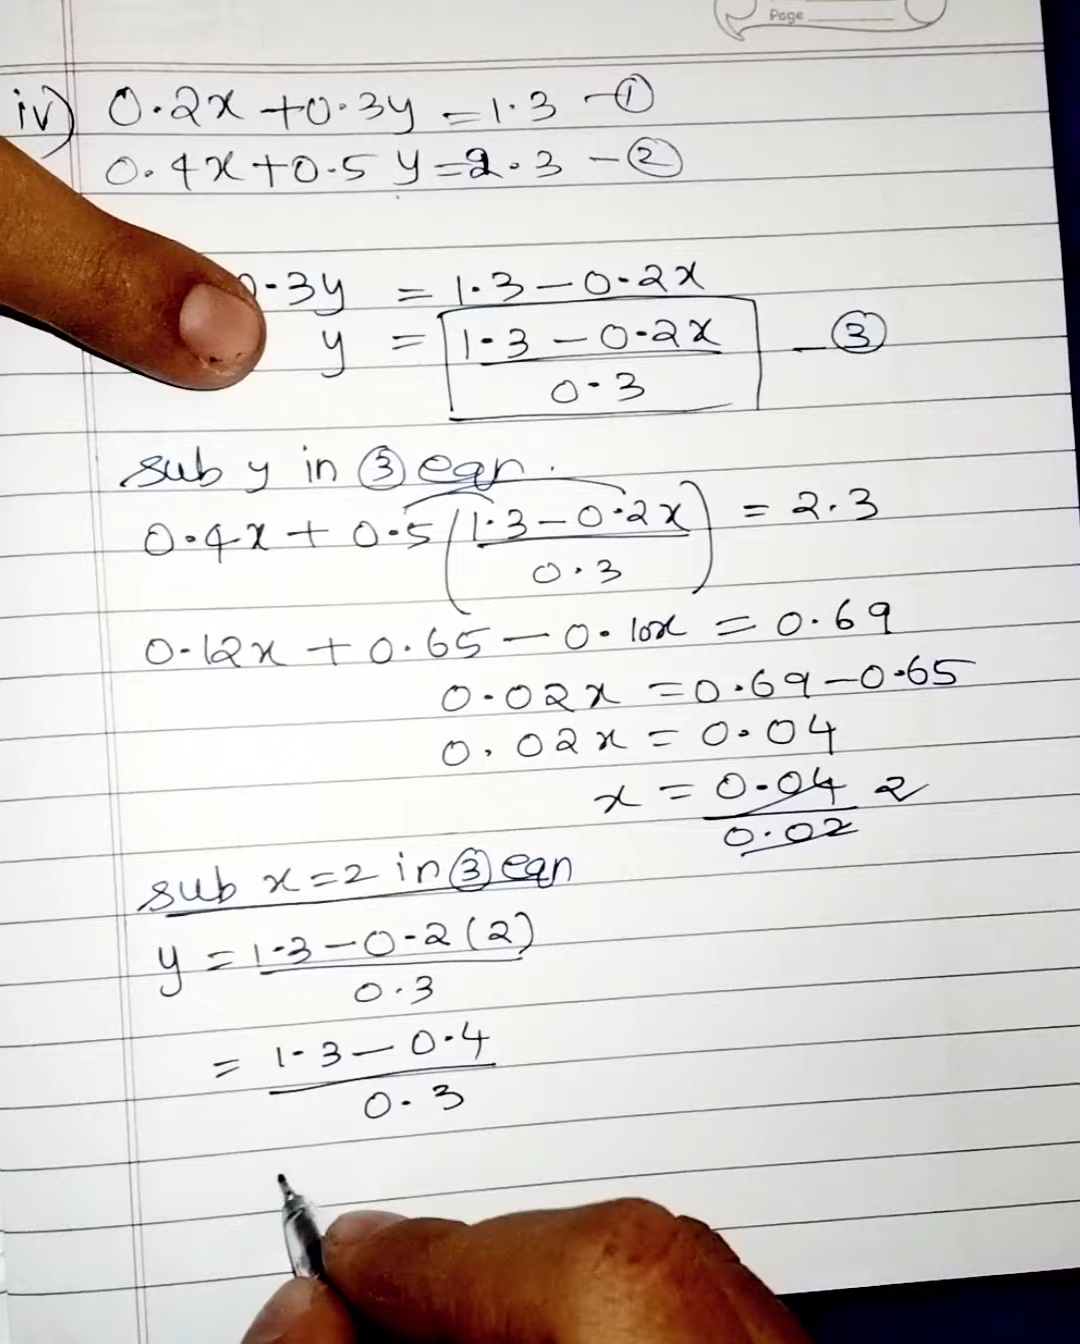 Page
iv) 0.2x + 0.3y = 1.3 - ①
0.4x + 0.5y = 2.3 - ②
0.3y = 1.3 - 0.2x
y = 1.3 - 0.2x / 0.3 - ③
sub y in ③ eqn.
0.4x + 0.5 (1.3 - 0.2x / 0.3) = 2.3
0.12x + 0.65 - 0.10x = 0.69
0.02x = 0.69 - 0.65
0.02x = 0.04
x = 0.04 / 0.02 2
sub x=2 in ③ eqn
y = 1.3 - 0.2(2) / 0.3
= 1.3 - 0.4 / 0.3